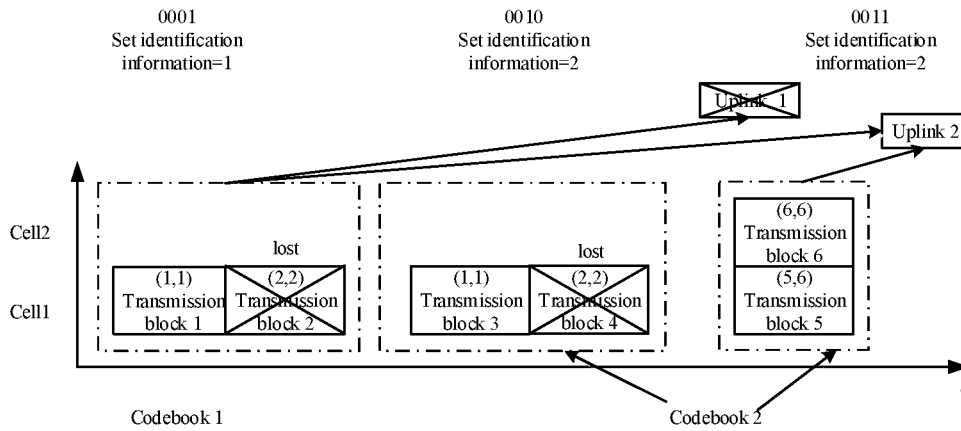 0001
Set identification
information=1
0010
Set identification
information=2
0011
Set identification
information=2
Uplink 1
Uplink 2
Cell2
Cell1
lost
(1,1)
Transmission
block 1
(2,2)
Transmission
block 2
lost
(1,1)
Transmission
block 3
(2,2)
Transmission
block 4
(6,6)
Transmission
block 6
(5,6)
Transmission
block 5
Codebook 1
Codebook 2